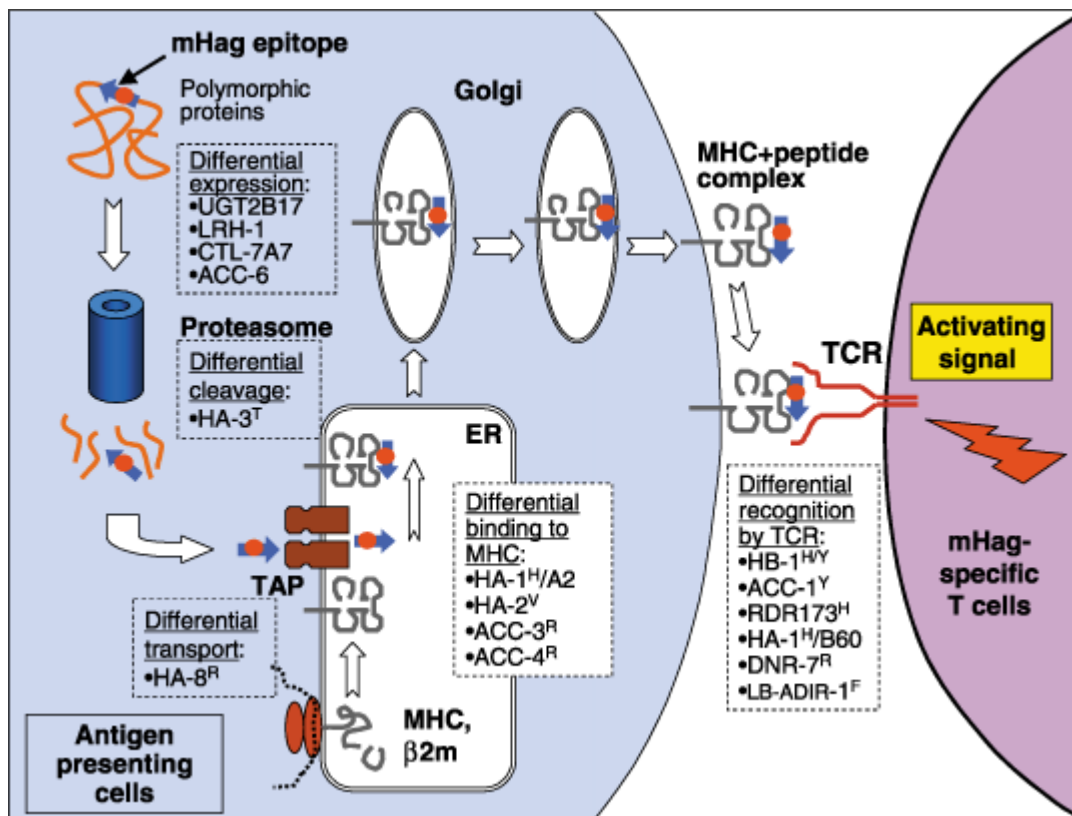 mHag epitope
Polymorphic
proteins
Differential
expression:
•UGT2B17
•LRH-1
•CTL-7A7
•ACC-6
Golgi
MHC+peptide
complex
Proteasome
Differential
cleavage:
•HA-3ᵀ
TCR
Activating
signal
ER
Differential
binding to
MHC:
•HA-1ᴴ/A2
•HA-2ⱽ
•ACC-3ᴿ
•ACC-4ᴿ
Differential
recognition
by TCR:
•HB-1ᴴ/ʸ
•ACC-1ʸ
•RDR173ᴴ
•HA-1ᴴ/B60
•DNR-7ᴿ
•LB-ADIR-1ꟳ
mHag-
specific
T cells
TAP
Differential
transport:
•HA-8ᴿ
MHC,
β2m
Antigen
presenting
cells